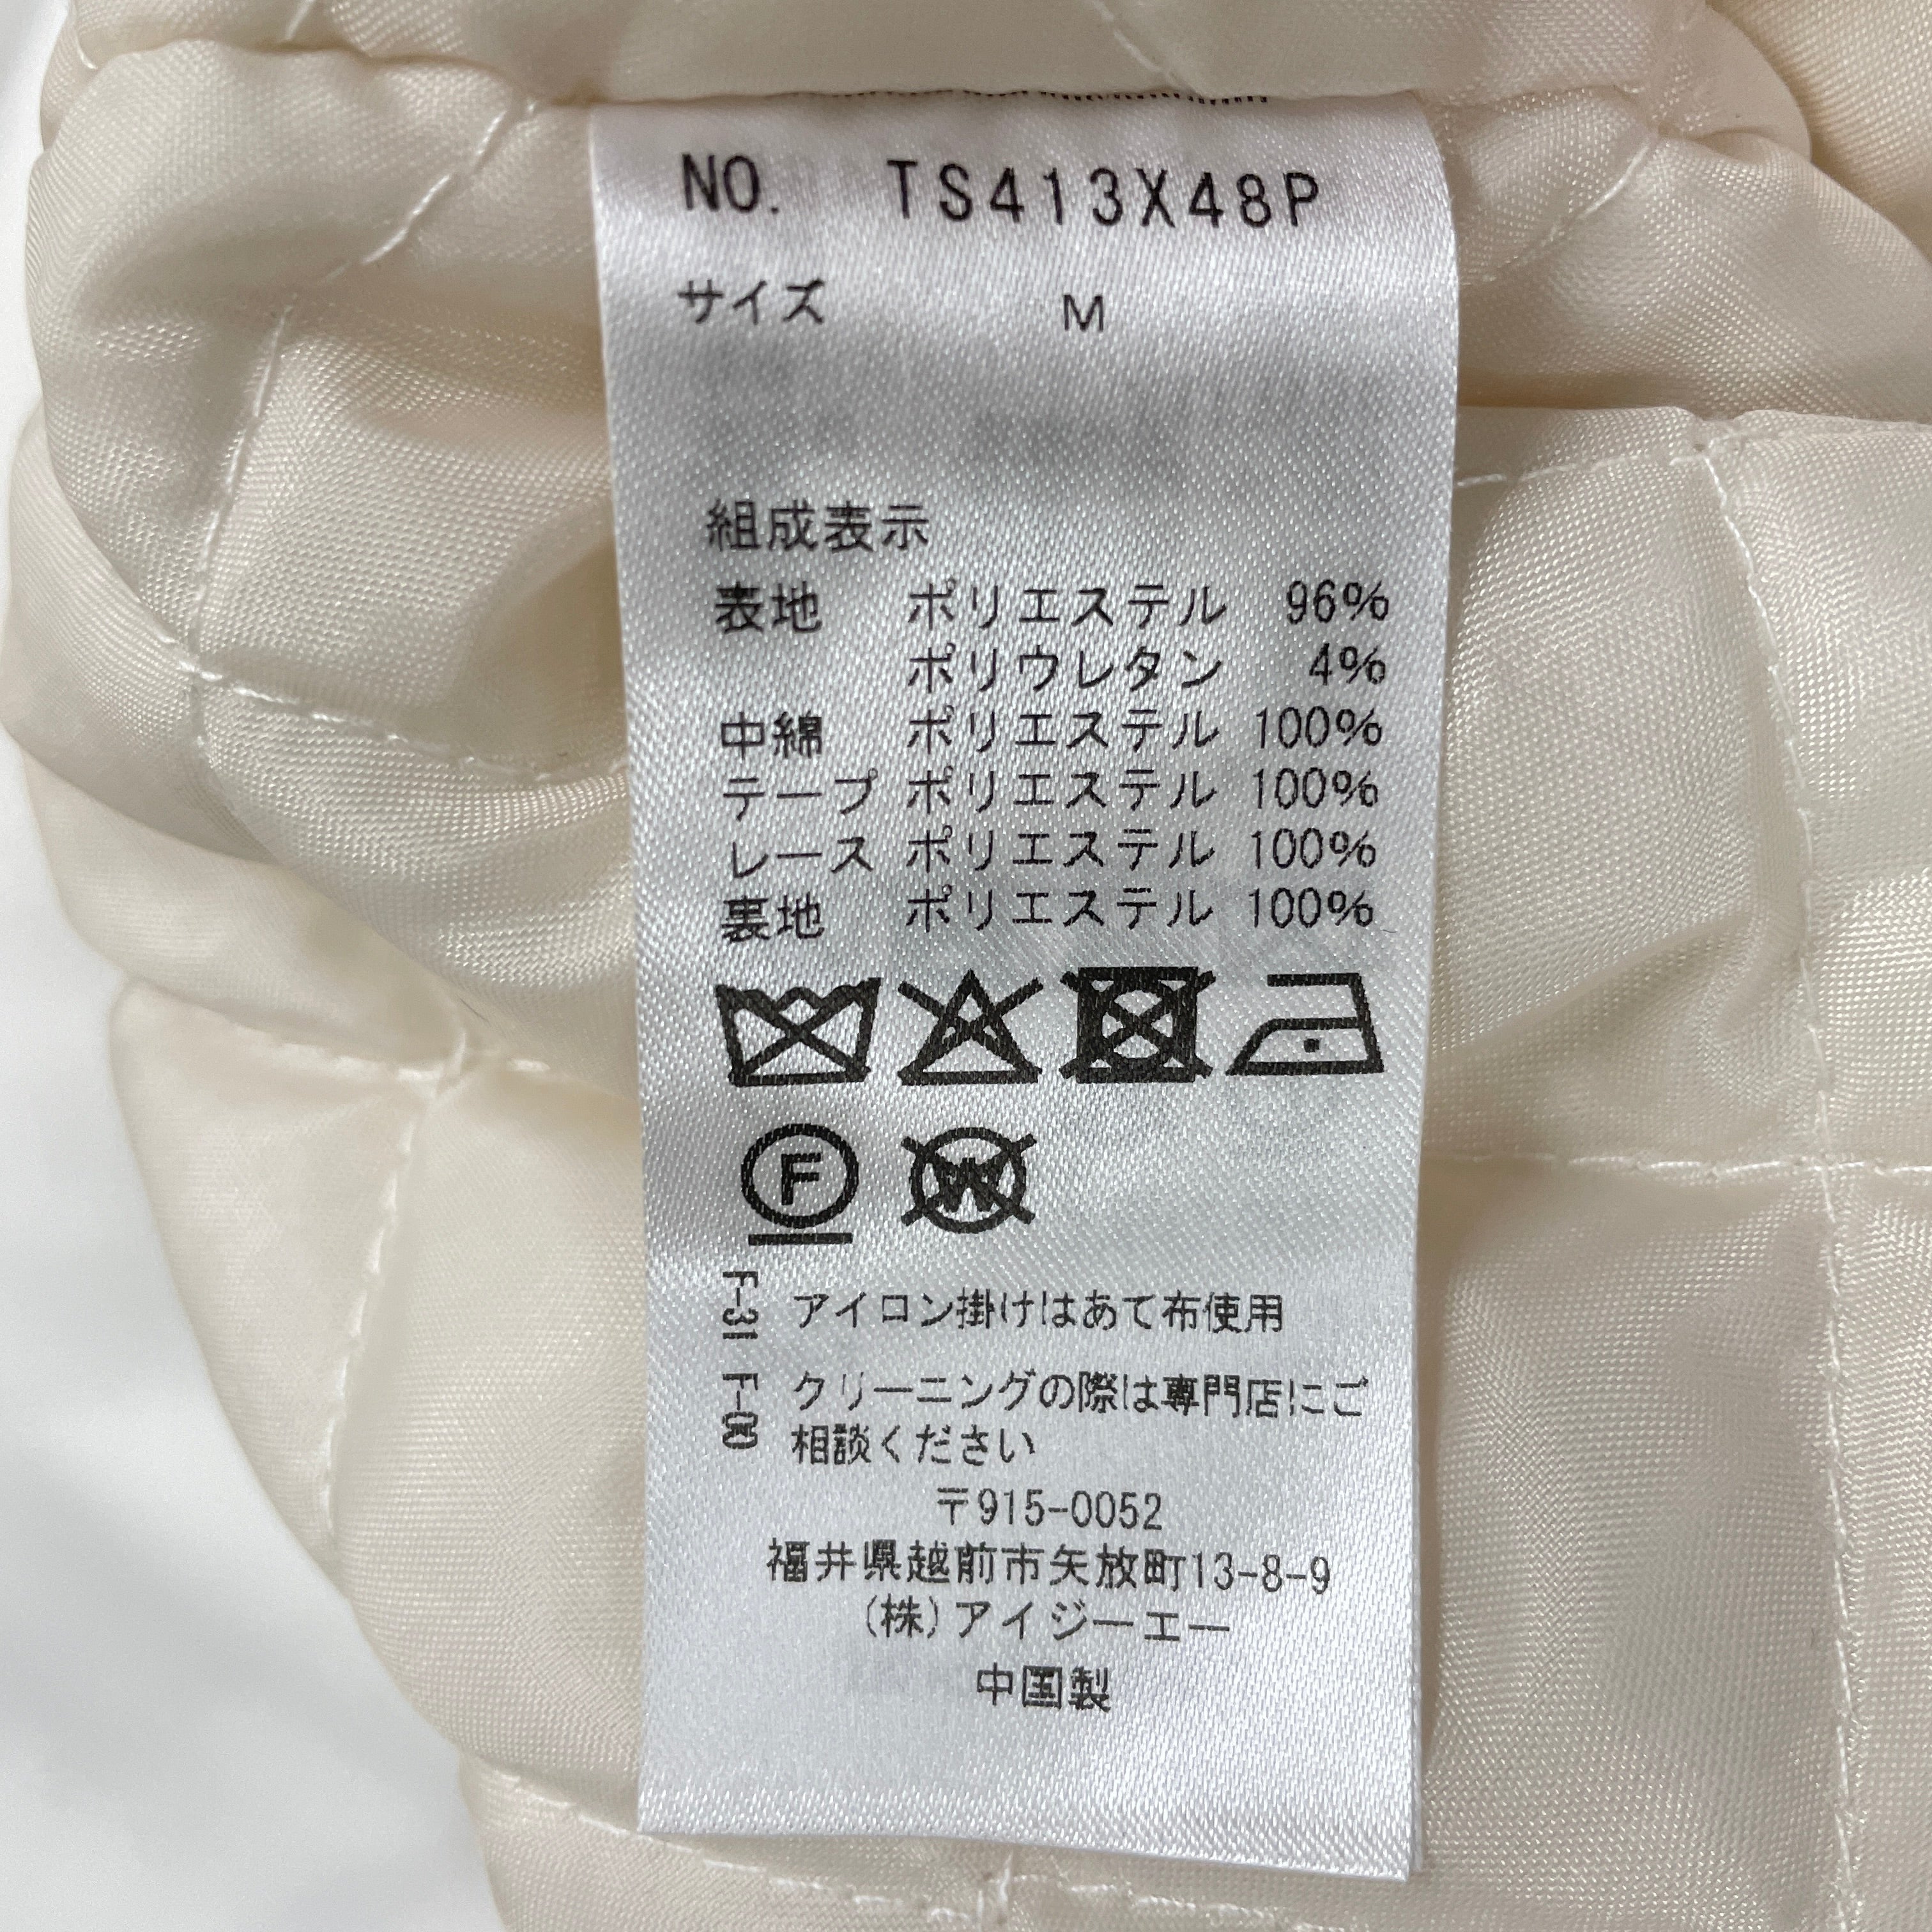 NO. TS413X48P
サイズ M
組成表示
表地 ポリエステル 96%
ポリウレタン 4%
中綿 ポリエステル 100%
テープ ポリエステル 100%
レース ポリエステル 100%
裏地 ポリエステル 100%
F W
F-31 アイロン掛けはあて布使用
F-00 クリーニングの際は専門店にご
相談ください
〒915-0052
福井県越前市矢放町13-8-9
(株)アイジーエー
中国製